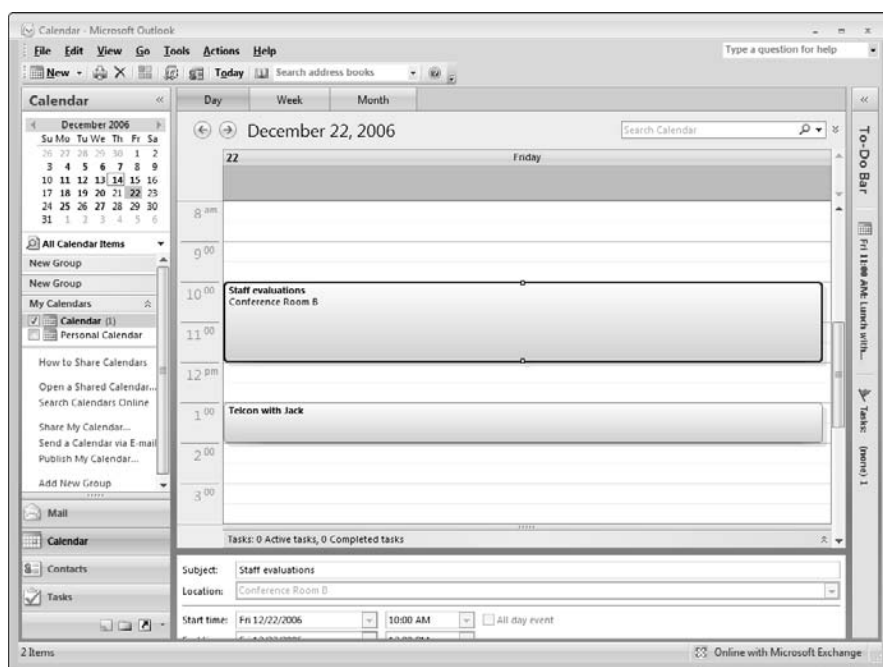 Calendar - Microsoft Outlook
File Edit View Go Tools Actions Help
Type a question for help
New Today Search address books
Calendar «
Day Week Month
«
December 2006
Su Mo Tu We Th Fr Sa
26 27 28 29 30 1 2
3 4 5 6 7 8 9
10 11 12 13 14 15 16
17 18 19 20 21 22 23
24 25 26 27 28 29 30
31 1 2 3 4 5 6
December 22, 2006
Search Calendar
22 Friday
8 am
9 00
10 00
11 00
12 pm
1 00
2 00
3 00
Staff evaluations
Conference Room B
Telcon with Jack
All Calendar Items
New Group
New Group
My Calendars
Calendar (1)
Personal Calendar
How to Share Calendars
Open a Shared Calendar...
Search Calendars Online
Share My Calendar...
Send a Calendar via E-mail
Publish My Calendar...
Add New Group
Mail
Calendar
Contacts
Tasks
Tasks: 0 Active tasks, 0 Completed tasks
Subject: Staff evaluations
Location: Conference Room B
Start time: Fri 12/22/2006 10:00 AM All day event
To-Do Bar
Fri 11:00 AM: Lunch with...
Tasks: (none) 1
2 Items
Online with Microsoft Exchange